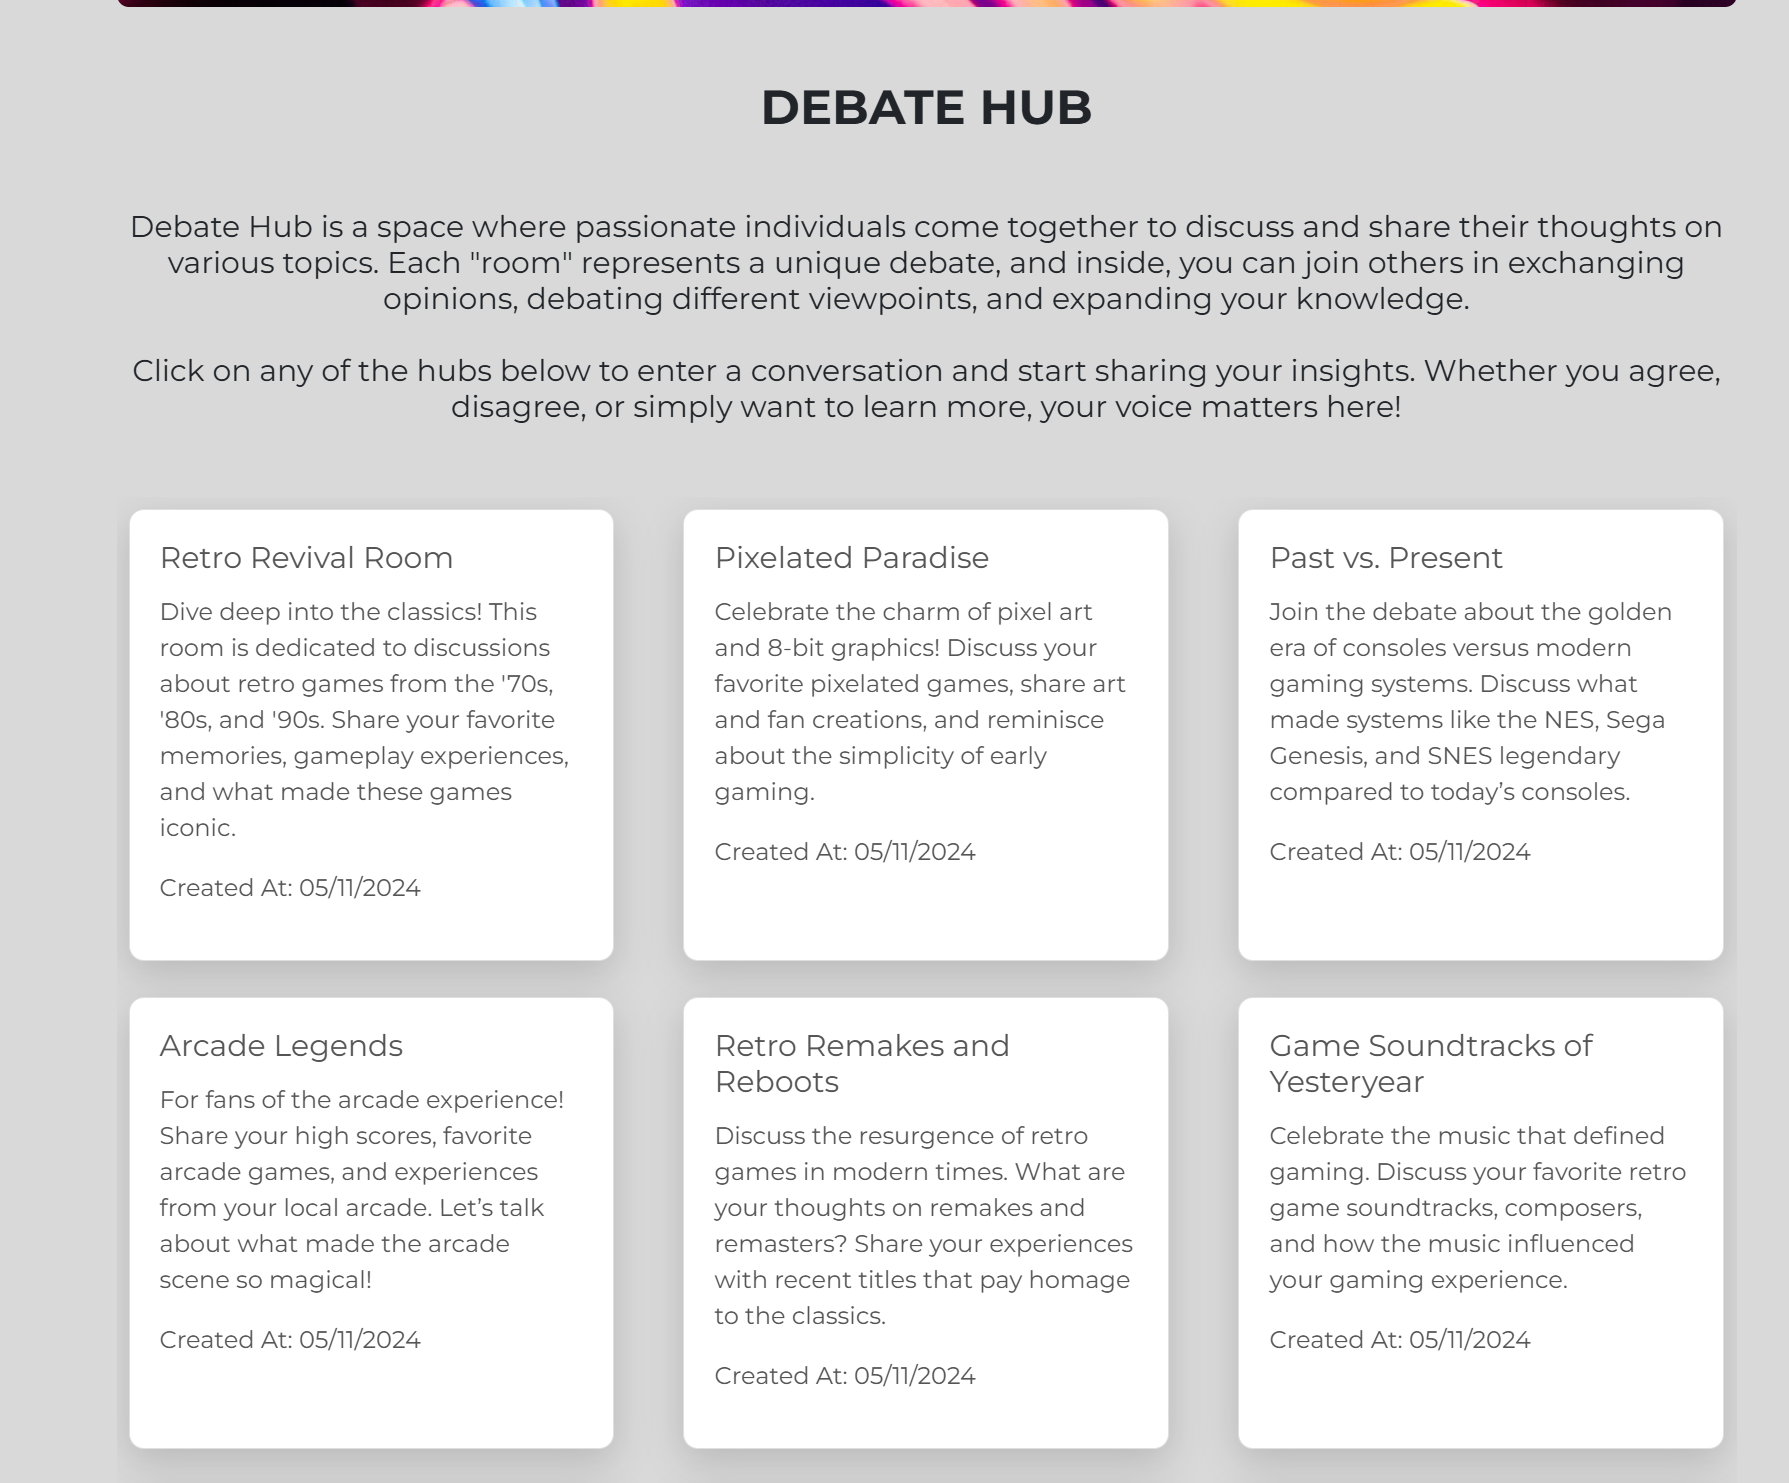 DEBATE HUB
Debate Hub is a space where passionate individuals come together to discuss and share their thoughts on
various topics. Each "room" represents a unique debate, and inside, you can join others in exchanging
opinions, debating different viewpoints, and expanding your knowledge.
Click on any of the hubs below to enter a conversation and start sharing your insights. Whether you agree,
disagree, or simply want to learn more, your voice matters here!
Retro Revival Room
Dive deep into the classics! This
room is dedicated to discussions
about retro games from the '70s,
'80s, and '90s. Share your favorite
memories, gameplay experiences,
and what made these games
iconic.
Created At: 05/11/2024
Pixelated Paradise
Celebrate the charm of pixel art
and 8-bit graphics! Discuss your
favorite pixelated games, share art
and fan creations, and reminisce
about the simplicity of early
gaming.
Created At: 05/11/2024
Past vs. Present
Join the debate about the golden
era of consoles versus modern
gaming systems. Discuss what
made systems like the NES, Sega
Genesis, and SNES legendary
compared to today’s consoles.
Created At: 05/11/2024
Arcade Legends
For fans of the arcade experience!
Share your high scores, favorite
arcade games, and experiences
from your local arcade. Let’s talk
about what made the arcade
scene so magical!
Created At: 05/11/2024
Retro Remakes and
Reboots
Discuss the resurgence of retro
games in modern times. What are
your thoughts on remakes and
remasters? Share your experiences
with recent titles that pay homage
to the classics.
Created At: 05/11/2024
Game Soundtracks of
Yesteryear
Celebrate the music that defined
gaming. Discuss your favorite retro
game soundtracks, composers,
and how the music influenced
your gaming experience.
Created At: 05/11/2024